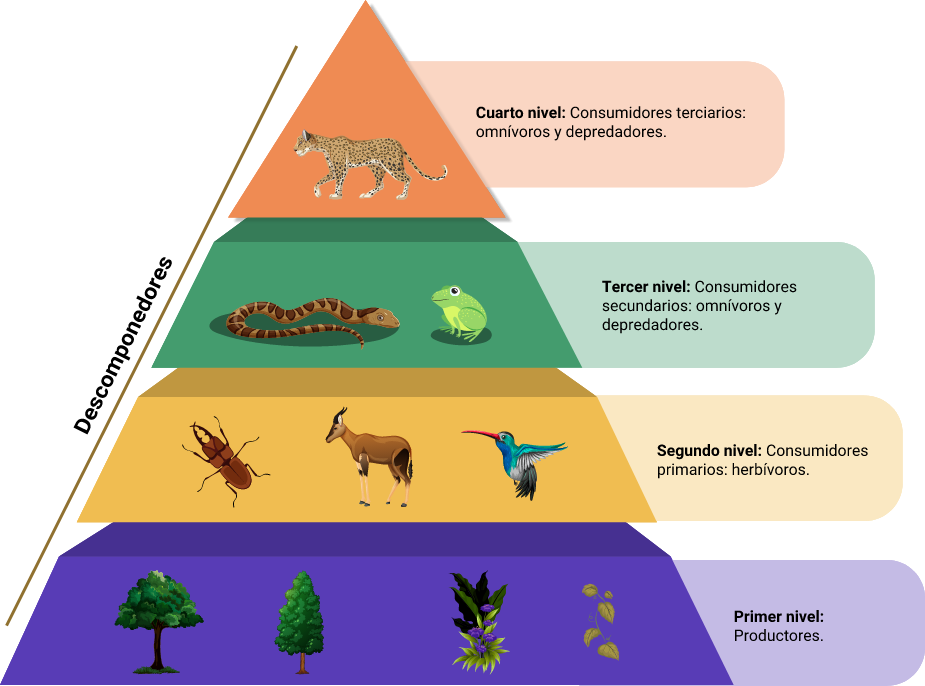 Cuarto nivel: Consumidores terciarios:
omnívoros y depredadores.
Descomponedores
Tercer nivel: Consumidores
secundarios: omnívoros y
depredadores.
Segundo nivel: Consumidores
primarios: herbívoros.
Primer nivel:
Productores.